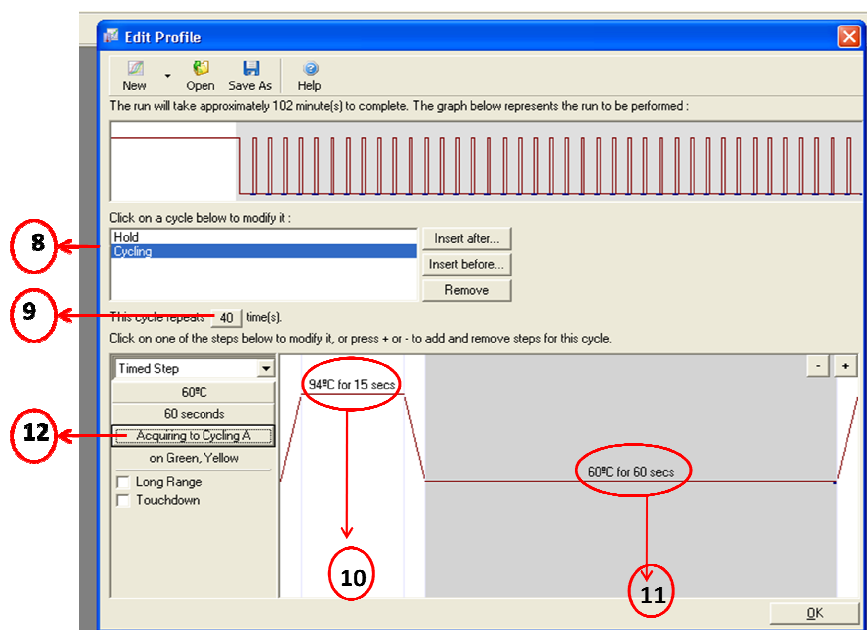 Edit Profile
New Open Save As Help
The run will take approximately 102 minute(s) to complete. The graph below represents the run to be performed :
Click on a cycle below to modify it :
8
Hold
Cycling
Insert after...
Insert before...
Remove
9
This cycle repeats 40 time(s).
Click on one of the steps below to modify it, or press + or - to add and remove steps for this cycle.
Timed Step
- +
60ºC
94ºC for 15 secs
60 seconds
12
Acquiring to Cycling A
on Green, Yellow
60ºC for 60 secs
Long Range
Touchdown
10
11
OK